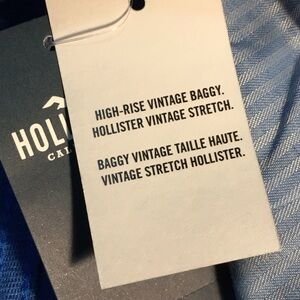 HIGH-RISE VINTAGE BAGGY.
HOLLISTER VINTAGE STRETCH.
BAGGY VINTAGE TAILLE HAUTE.
VINTAGE STRETCH HOLLISTER.